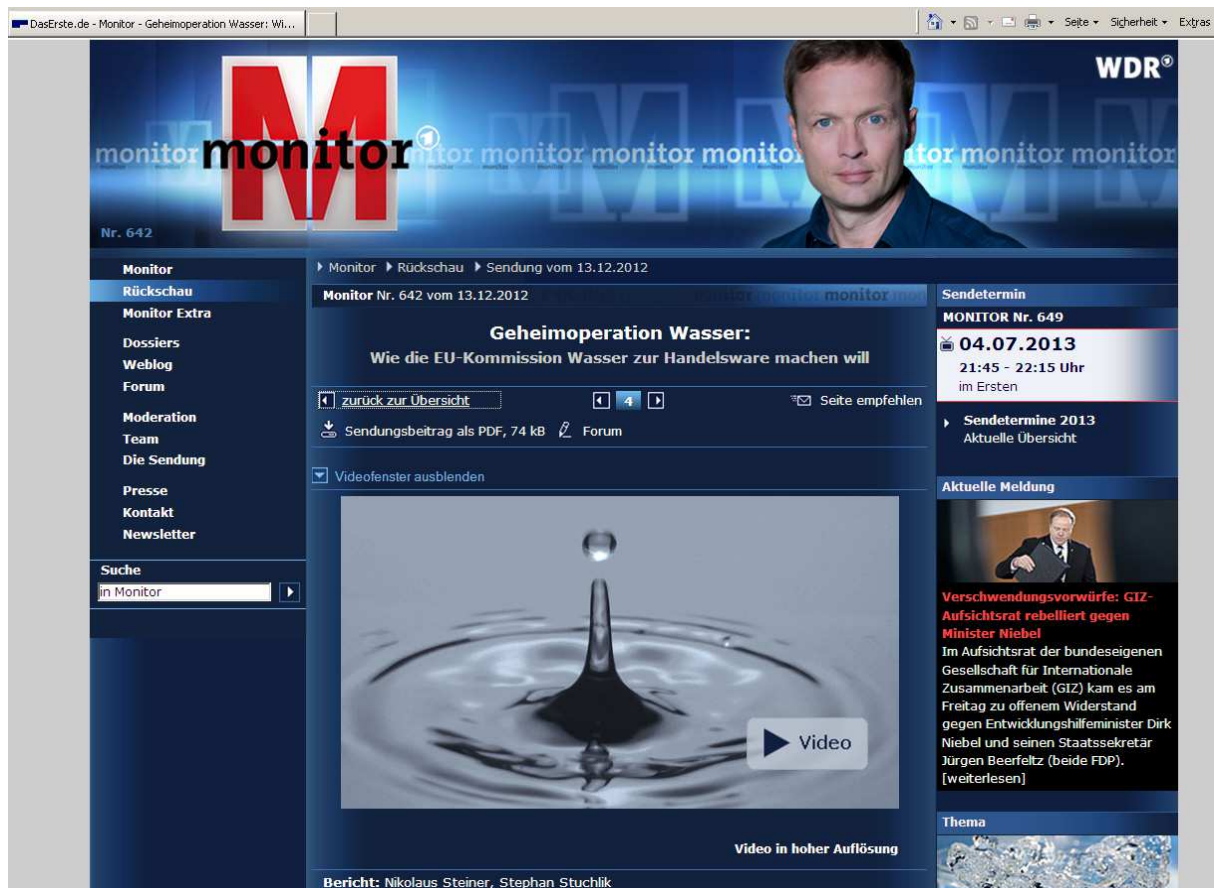 DasErste.de - Monitor - Geheimoperation Wasser: Wi...
Seite Sicherheit Extras
WDR
monitor monitor monitor monitor monitor monitor monitor
Nr. 642
Monitor
Rückschau
Monitor Extra
Dossiers
Weblog
Forum
Moderation
Team
Die Sendung
Presse
Kontakt
Newsletter
Suche
in Monitor
Monitor Rückschau Sendung vom 13.12.2012
Monitor Nr. 642 vom 13.12.2012
Geheimoperation Wasser:
Wie die EU-Kommission Wasser zur Handelsware machen will
zurück zur Übersicht 4 Seite empfehlen
Sendungsbeitrag als PDF, 74 kB Forum
Videofenster ausblenden
Video
Video in hoher Auflösung
Bericht: Nikolaus Steiner, Stephan Stuchlik
Sendetermin
MONITOR Nr. 649
04.07.2013
21:45 - 22:15 Uhr
im Ersten
Sendetermine 2013
Aktuelle Übersicht
Aktuelle Meldung
Verschwendungsvorwürfe: GIZ-
Aufsichtsrat rebelliert gegen
Minister Niebel
Im Aufsichtsrat der bundeseigenen
Gesellschaft für Internationale
Zusammenarbeit (GIZ) kam es am
Freitag zu offenem Widerstand
gegen Entwicklungshilfeminister Dirk
Niebel und seinen Staatssekretär
Jürgen Beerfeltz (beide FDP).
[weiterlesen]
Thema